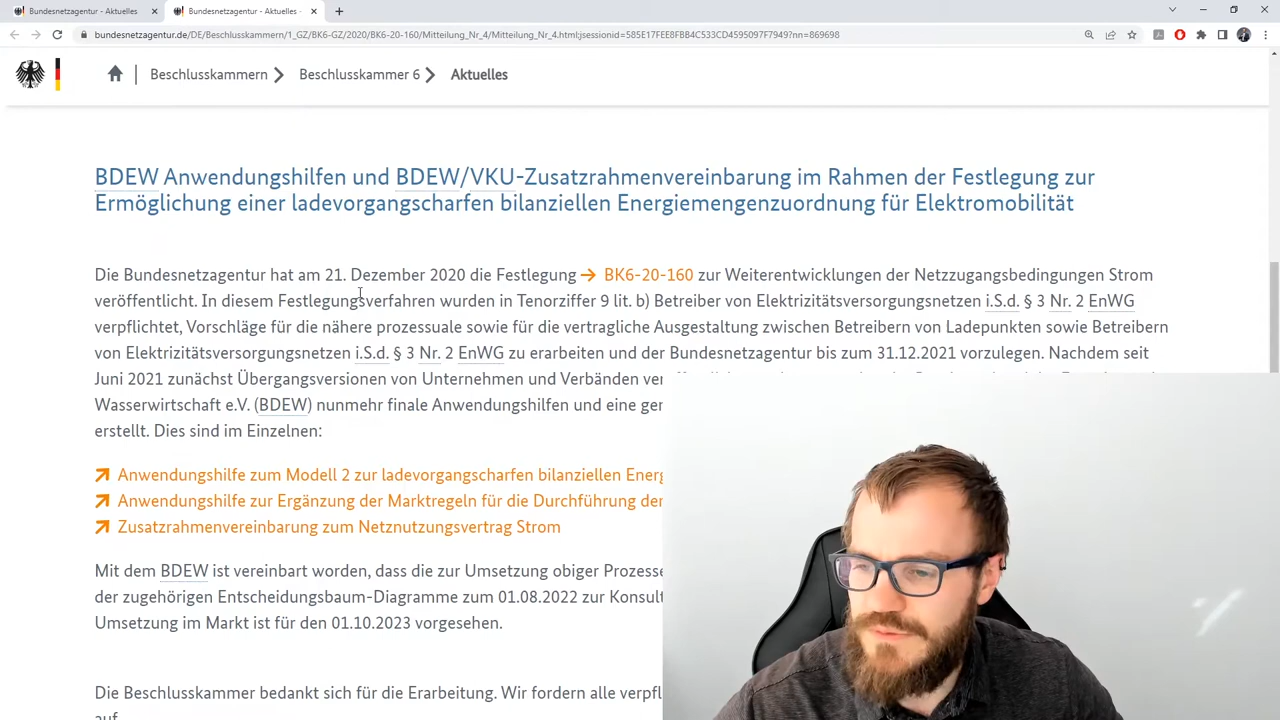 Bundesnetzagentur - Aktuelles
Bundesnetzagentur - Aktuelles -
bundesnetzagentur.de/DE/Beschlusskammern/1_GZ/BK6-GZ/2020/BK6-20-160/Mitteilung_Nr_4/Mitteilung_Nr_4.html;jsessionid=585E17FEE8FBB4C533CD4595097F7949?nn=869698
Beschlusskammern
Beschlusskammer 6
Aktuelles
BDEW Anwendungshilfen und BDEW/VKU-Zusatzrahmenvereinbarung im Rahmen der Festlegung zur
Ermöglichung einer ladevorgangscharfen bilanziellen Energiemengenzuordnung für Elektromobilität
Die Bundesnetzagentur hat am 21. Dezember 2020 die Festlegung → BK6-20-160 zur Weiterentwicklungen der Netzzugangsbedingungen Strom
veröffentlicht. In diesem Festlegungsverfahren wurden in Tenorziffer 9 lit. b) Betreiber von Elektrizitätsversorgungsnetzen i.S.d. § 3 Nr. 2 EnWG
verpflichtet, Vorschläge für die nähere prozessuale sowie für die vertragliche Ausgestaltung zwischen Betreibern von Ladepunkten sowie Betreibern
von Elektrizitätsversorgungsnetzen i.S.d. § 3 Nr. 2 EnWG zu erarbeiten und der Bundesnetzagentur bis zum 31.12.2021 vorzulegen. Nachdem seit
Juni 2021 zunächst Übergangsversionen von Unternehmen und Verbänden ver
Wasserwirtschaft e.V. (BDEW) nunmehr finale Anwendungshilfen und eine ger
erstellt. Dies sind im Einzelnen:
Anwendungshilfe zum Modell 2 zur ladevorgangscharfen bilanziellen Energ
Anwendungshilfe zur Ergänzung der Marktregeln für die Durchführung der
Zusatzrahmenvereinbarung zum Netznutzungsvertrag Strom
Mit dem BDEW ist vereinbart worden, dass die zur Umsetzung obiger Prozesse
der zugehörigen Entscheidungsbaum-Diagramme zum 01.08.2022 zur Konsult
Umsetzung im Markt ist für den 01.10.2023 vorgesehen.
Die Beschlusskammer bedankt sich für die Erarbeitung. Wir fordern alle verpfl
auf